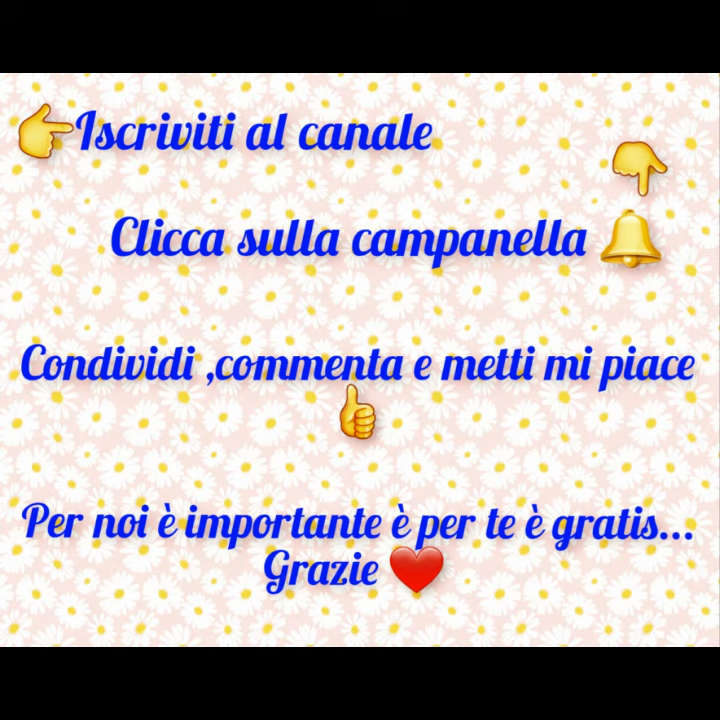 Iscriviti al canale
Clicca sulla campanella
Condividi ,commenta e metti mi piace
Per noi è importante è per te è gratis...
Grazie